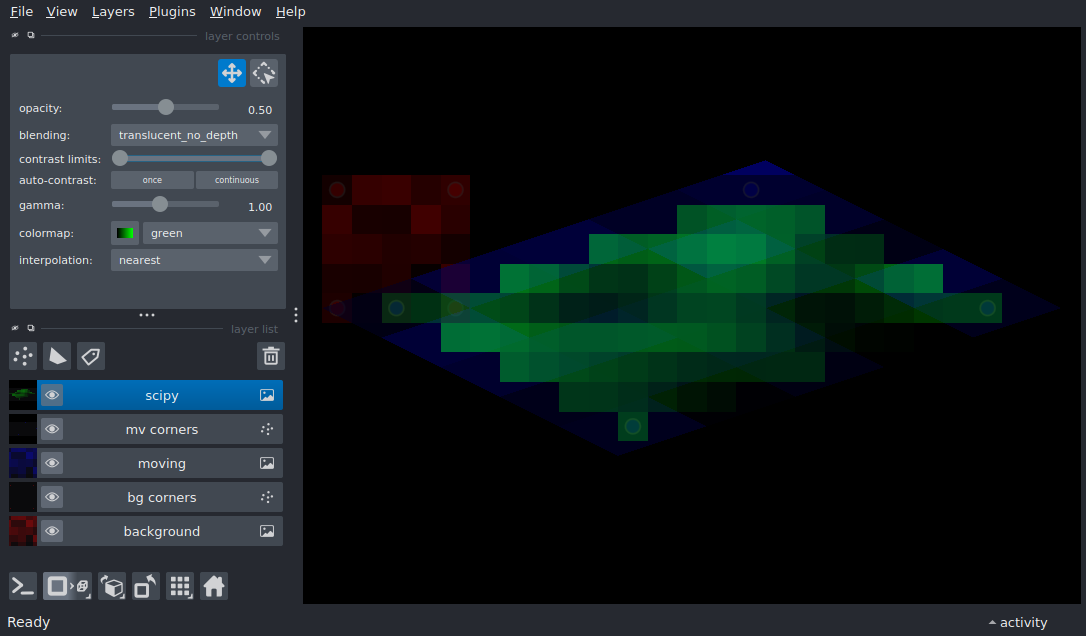 File View Layers Plugins Window Help
layer controls
opacity: 0.50
blending: translucent_no_depth
contrast limits:
auto-contrast: once continuous
gamma: 1.00
colormap: green
interpolation: nearest
layer list
scipy
mv corners
moving
bg corners
background
Ready activity